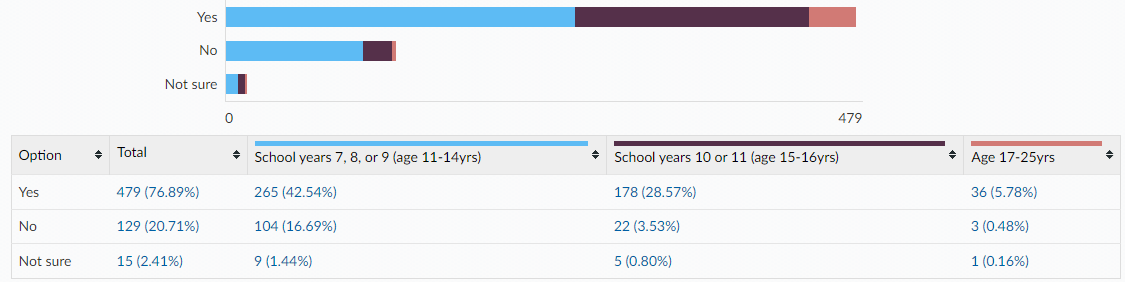 Yes
No
Not sure
0 479
Option Total School years 7, 8, or 9 (age 11-14yrs) School years 10 or 11 (age 15-16yrs) Age 17-25yrs
Yes 479 (76.89%) 265 (42.54%) 178 (28.57%) 36 (5.78%)
No 129 (20.71%) 104 (16.69%) 22 (3.53%) 3 (0.48%)
Not sure 15 (2.41%) 9 (1.44%) 5 (0.80%) 1 (0.16%)